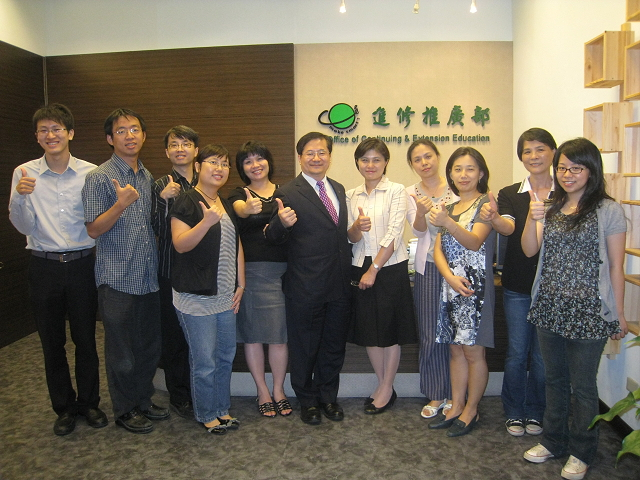 進修推廣部
Office of Continuing & Extension Education